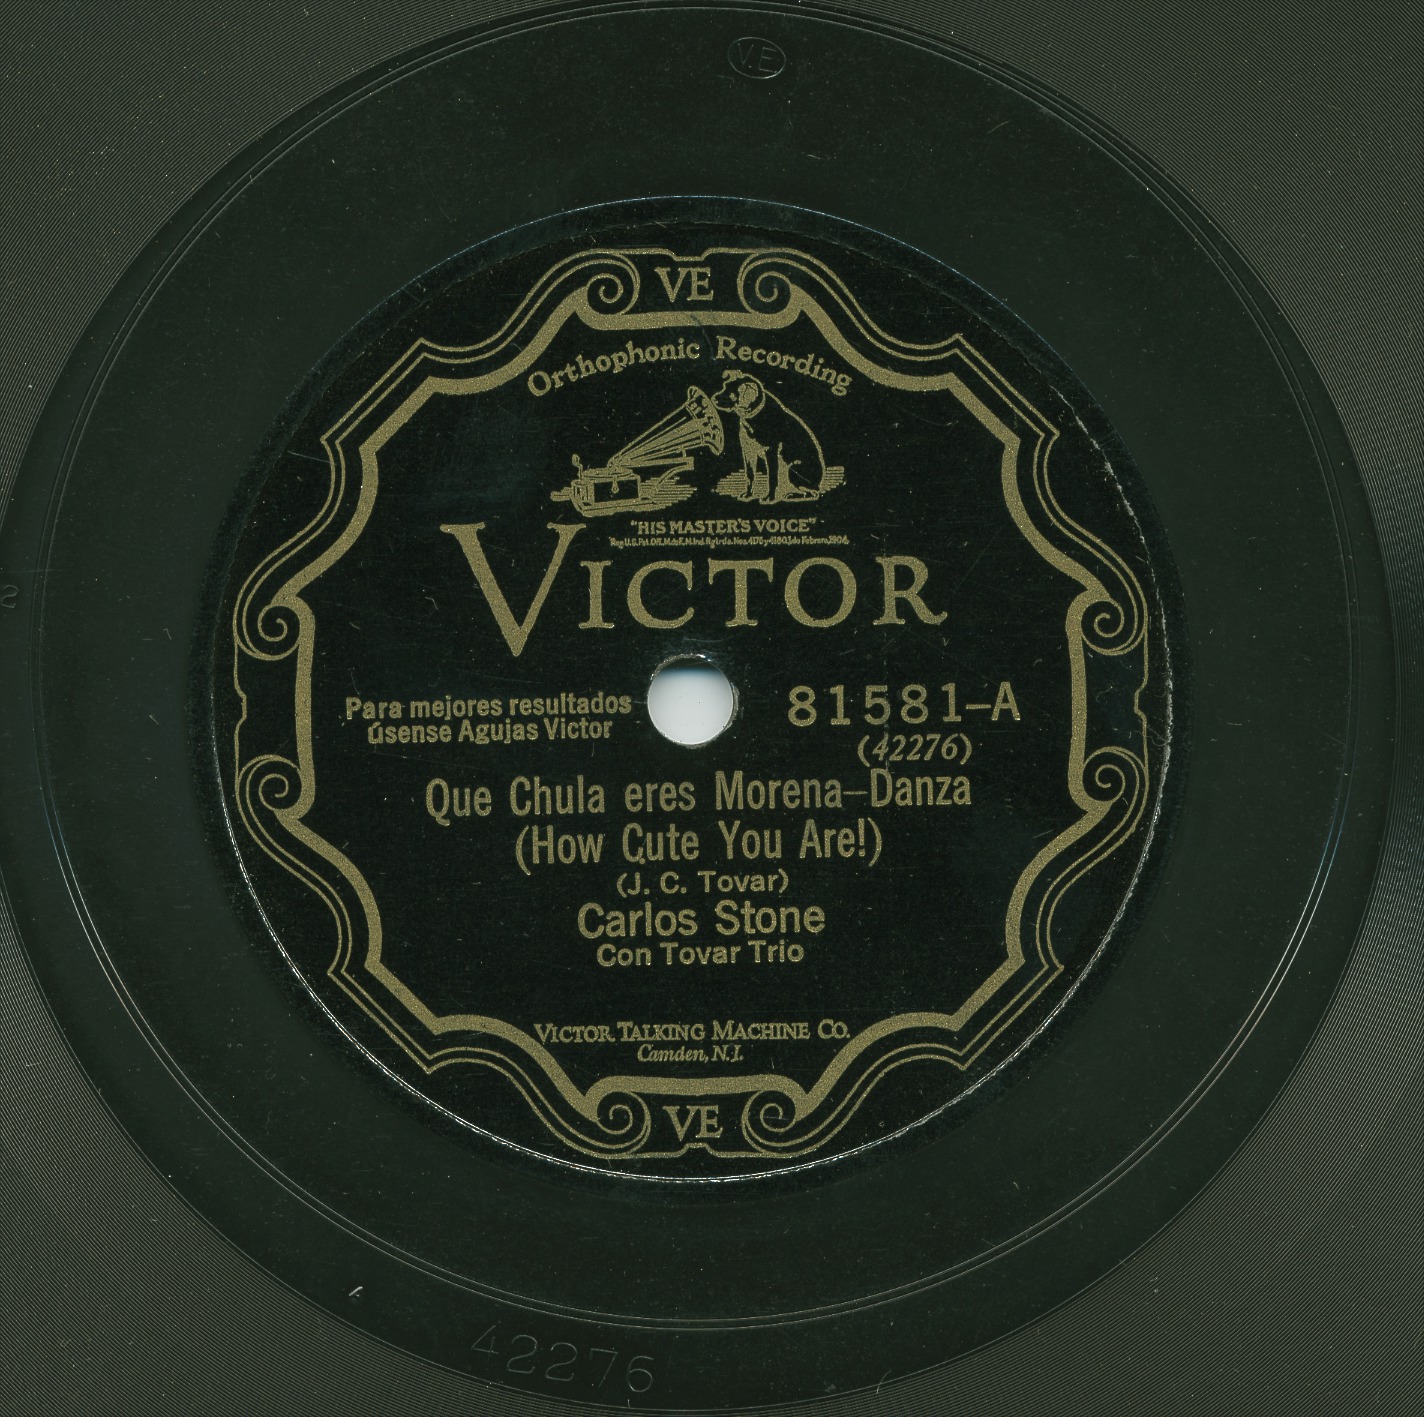 VE
VE
Orthophonic Recording
"HIS MASTER'S VOICE"
VICTOR
Para mejores resultados
úsense Agujas Victor
81581-A
(42276)
Que Chula eres Morena—Danza
(How Cute You Are!)
(J. C. Tovar)
Carlos Stone
Con Tovar Trio
VICTOR TALKING MACHINE CO.
Camden, N.J.
VE
42276